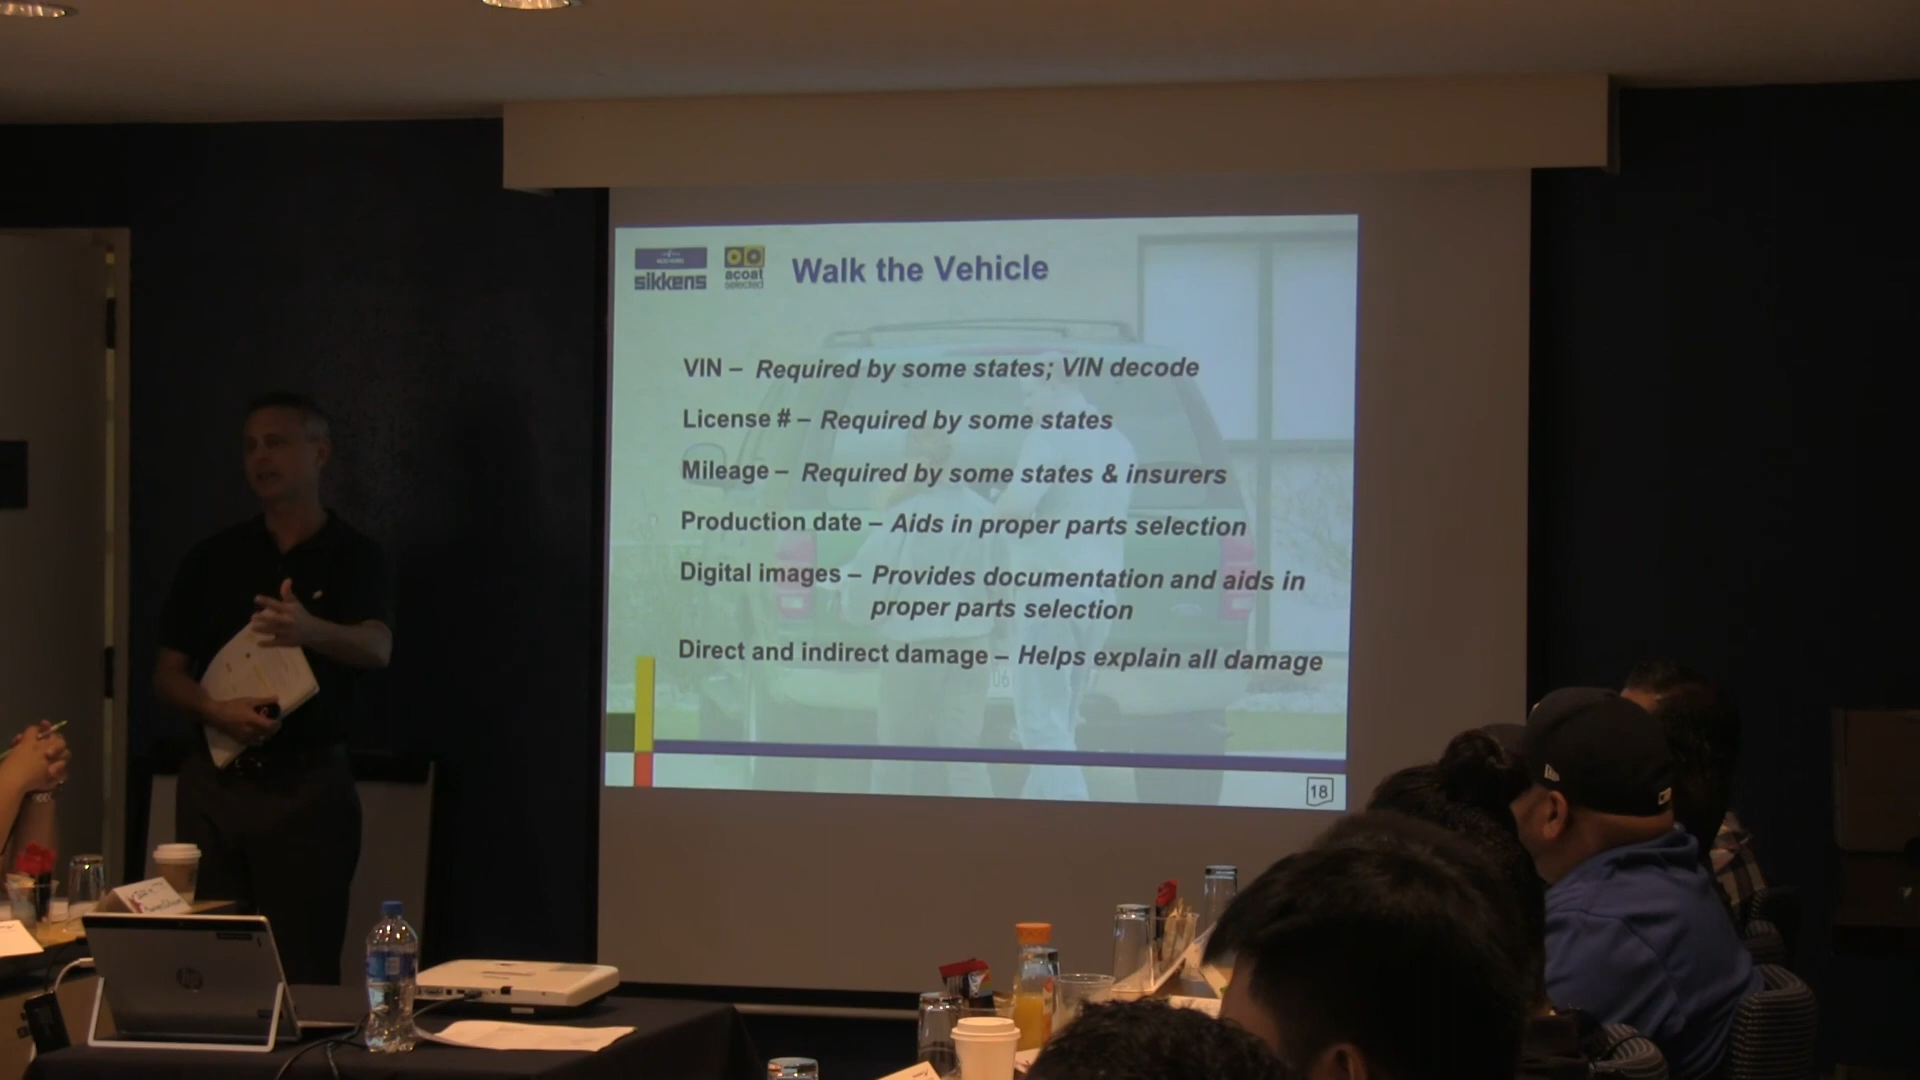 sikkens
acoat
selected
Walk the Vehicle
VIN – Required by some states; VIN decode
License # – Required by some states
Mileage – Required by some states & insurers
Production date – Aids in proper parts selection
Digital images – Provides documentation and aids in
proper parts selection
Direct and indirect damage – Helps explain all damage
06
18
hp